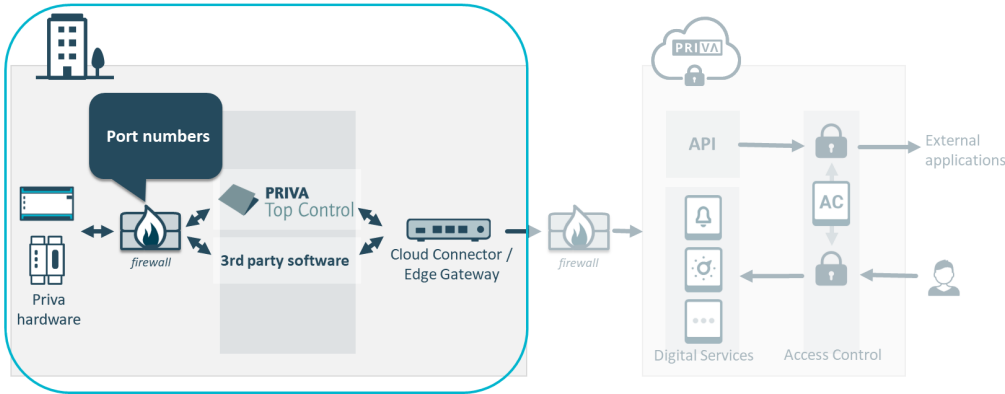 PRIVA
Port numbers
API
External
applications
PRIVA
Top Control
AC
firewall
3rd party software
Cloud Connector /
Edge Gateway
firewall
Priva
hardware
Digital Services
Access Control